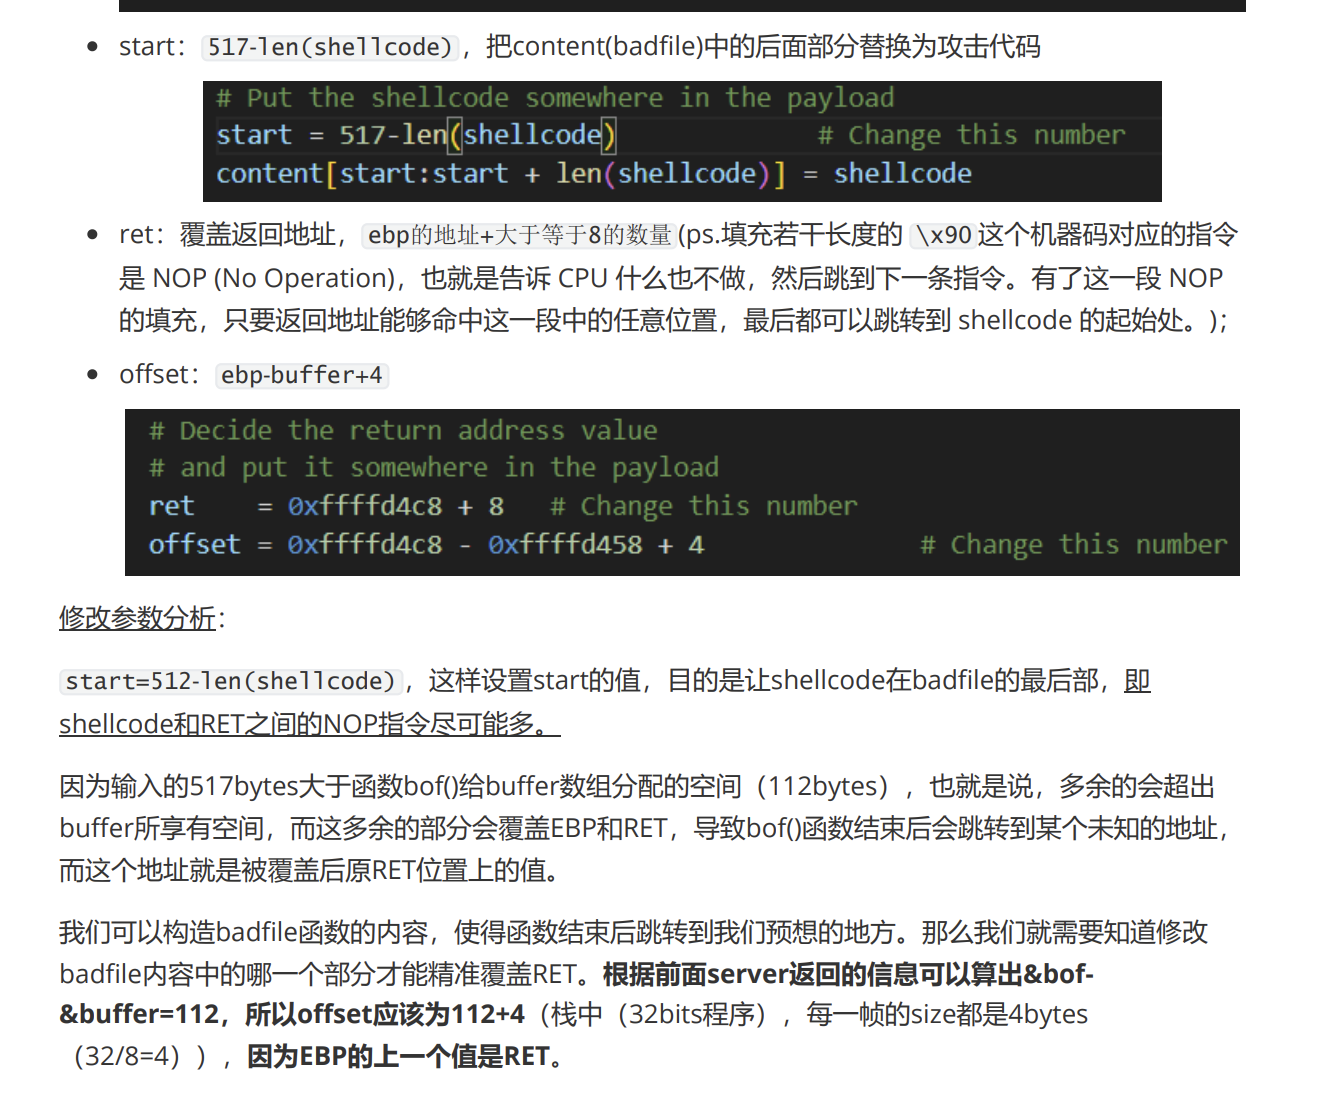 start：517-len(shellcode)，把content(badfile)中的后面部分替换为攻击代码
# Put the shellcode somewhere in the payload
start = 517-len(shellcode) # Change this number
content[start:start + len(shellcode)] = shellcode
ret：覆盖返回地址，ebp的地址+大于等于8的数量(ps.填充若干长度的 \x90这个机器码对应的指令
是 NOP (No Operation)，也就是告诉 CPU 什么也不做，然后跳到下一条指令。有了这一段 NOP
的填充，只要返回地址能够命中这一段中的任意位置，最后都可以跳转到 shellcode 的起始处。)；
offset：ebp-buffer+4
# Decide the return address value
# and put it somewhere in the payload
ret = 0xffffd4c8 + 8 # Change this number
offset = 0xffffd4c8 - 0xffffd458 + 4 # Change this number
修改参数分析：
start=512-len(shellcode)，这样设置start的值，目的是让shellcode在badfile的最后部，即
shellcode和RET之间的NOP指令尽可能多。
因为输入的517bytes大于函数bof()给buffer数组分配的空间（112bytes），也就是说，多余的会超出
buffer所享有空间，而这多余的部分会覆盖EBP和RET，导致bof()函数结束后会跳转到某个未知的地址，
而这个地址就是被覆盖后原RET位置上的值。
我们可以构造badfile函数的内容，使得函数结束后跳转到我们预想的地方。那么我们就需要知道修改
badfile内容中的哪一个部分才能精准覆盖RET。根据前面server返回的信息可以算出&bof-
&buffer=112，所以offset应该为112+4（栈中（32bits程序），每一帧的size都是4bytes
（32/8=4）），因为EBP的上一个值是RET。